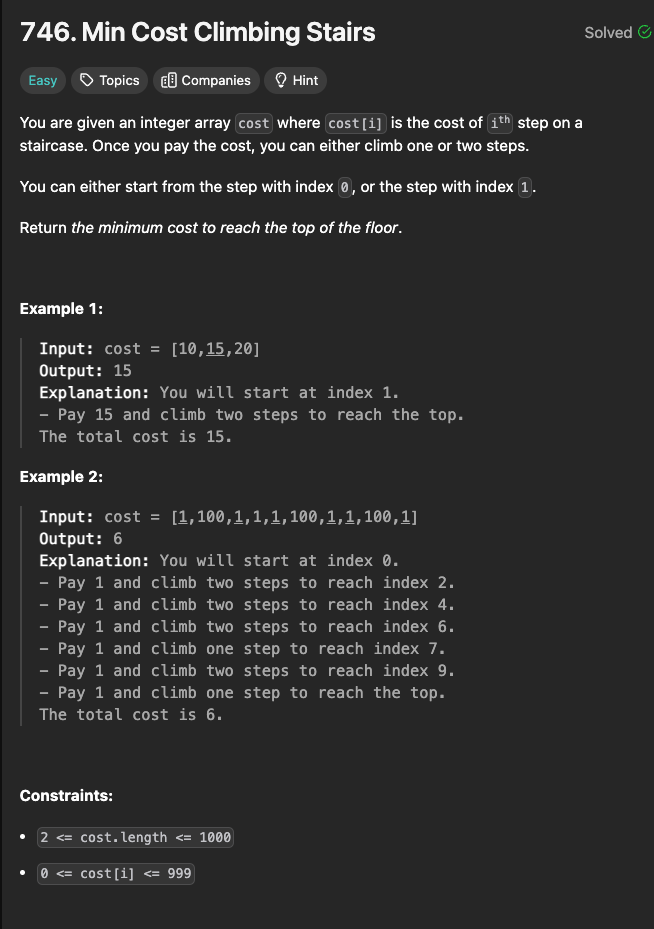 746. Min Cost Climbing Stairs
Solved
Easy Topics Companies Hint
You are given an integer array cost where cost[i] is the cost of ith step on a
staircase. Once you pay the cost, you can either climb one or two steps.
You can either start from the step with index 0, or the step with index 1.
Return the minimum cost to reach the top of the floor.
Example 1:
Input: cost = [10,15,20]
Output: 15
Explanation: You will start at index 1.
- Pay 15 and climb two steps to reach the top.
The total cost is 15.
Example 2:
Input: cost = [1,100,1,1,1,100,1,1,100,1]
Output: 6
Explanation: You will start at index 0.
- Pay 1 and climb two steps to reach index 2.
- Pay 1 and climb two steps to reach index 4.
- Pay 1 and climb two steps to reach index 6.
- Pay 1 and climb one step to reach index 7.
- Pay 1 and climb two steps to reach index 9.
- Pay 1 and climb one step to reach the top.
The total cost is 6.
Constraints:
• 2 <= cost.length <= 1000
• 0 <= cost[i] <= 999